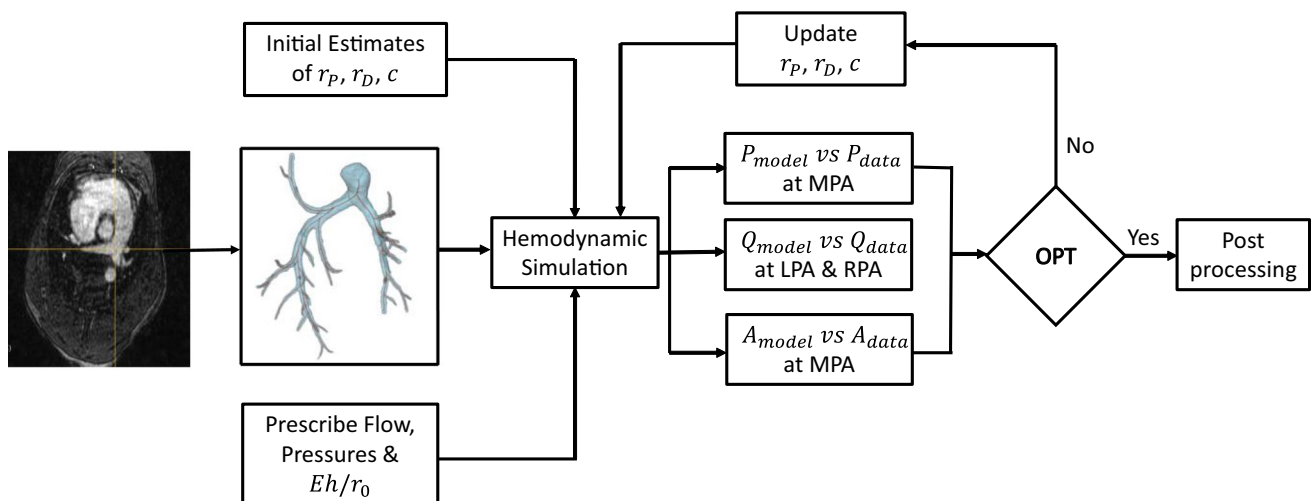 Initial Estimates
of r_P, r_D, c
Update
r_P, r_D, c
No
P_model vs P_data
at MPA
Hemodynamic
Simulation
Q_model vs Q_data
at LPA & RPA
OPT
Yes
Post
processing
A_model vs A_data
at MPA
Prescribe Flow,
Pressures &
Eh/r_0